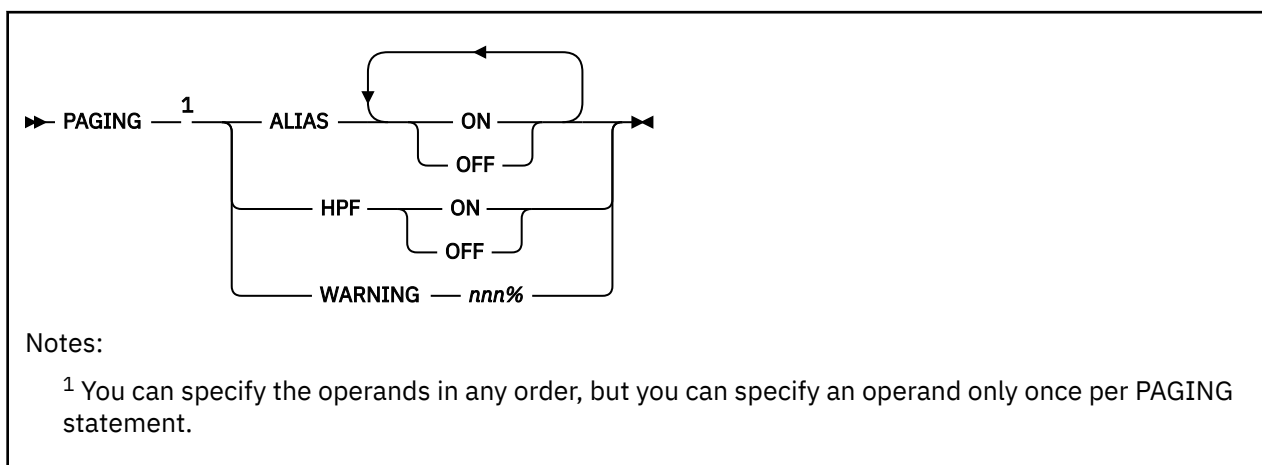 PAGING 1 ALIAS ON
OFF
HPF ON
OFF
WARNING nnn%
Notes:
1 You can specify the operands in any order, but you can specify an operand only once per PAGING
statement.